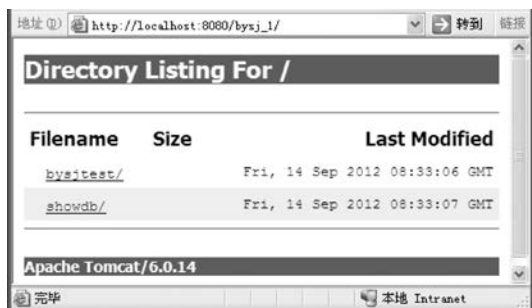 地址(D) http://localhost:8080/bysj_1/ 转到 链接
Directory Listing For /
Filename Size Last Modified
bysjtest/ Fri, 14 Sep 2012 08:33:06 GMT
showdb/ Fri, 14 Sep 2012 08:33:07 GMT
Apache Tomcat/6.0.14
完毕 本地 Intranet